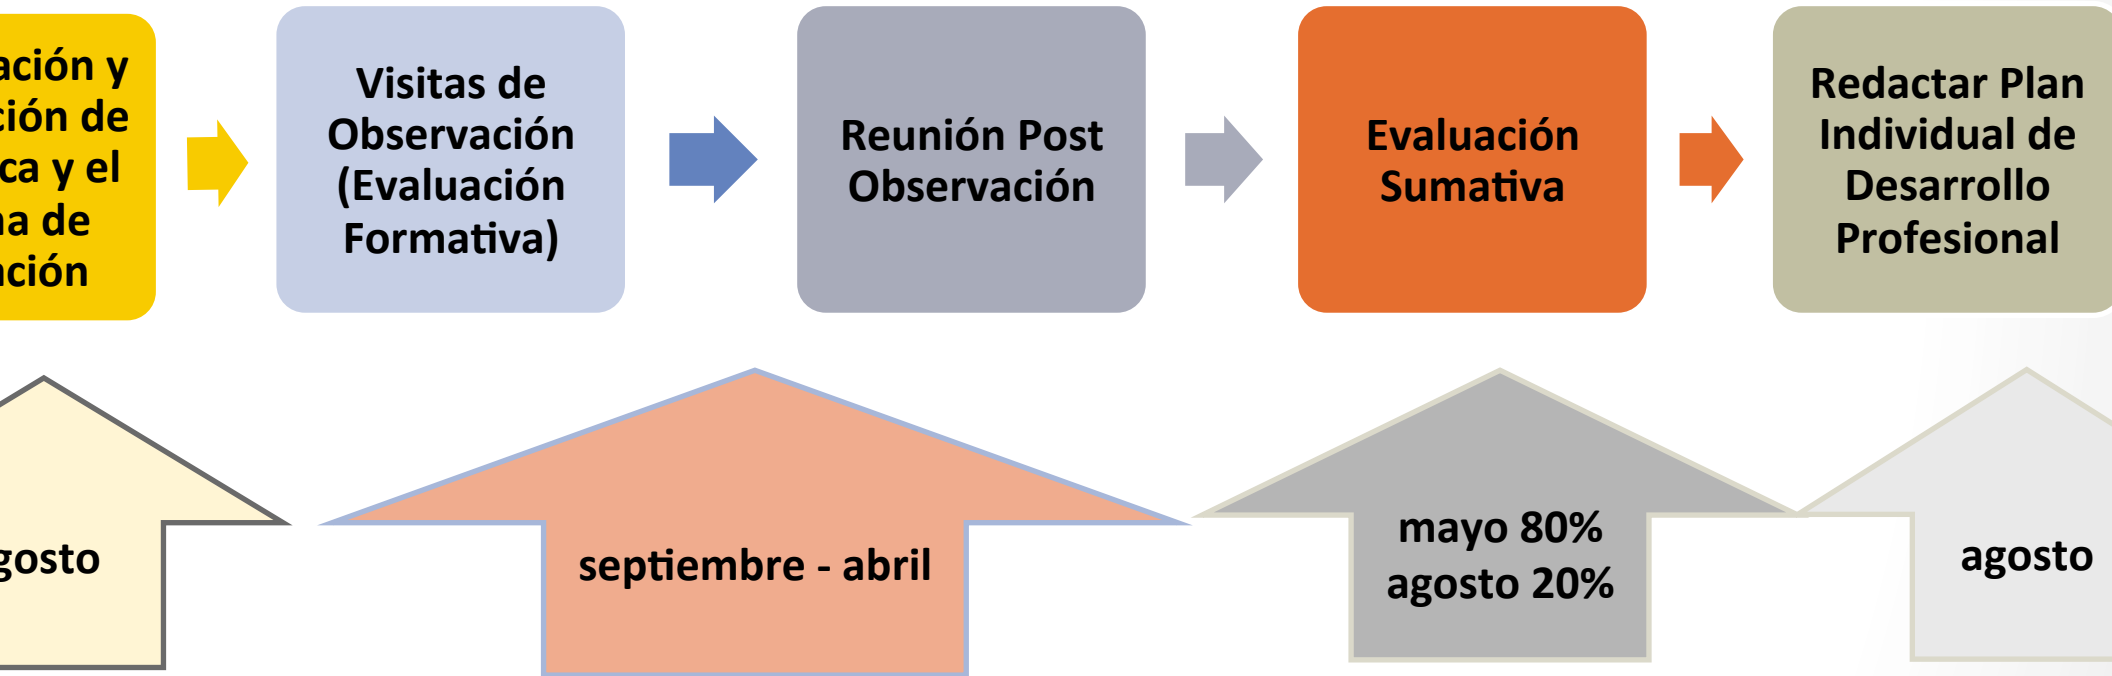 ación y
ción de
ca y el
na de
ación
Visitas de
Observación
(Evaluación
Formativa)
Reunión Post
Observación
Evaluación
Sumativa
Redactar Plan
Individual de
Desarrollo
Profesional
gosto
septiembre - abril
mayo 80%
agosto 20%
agosto